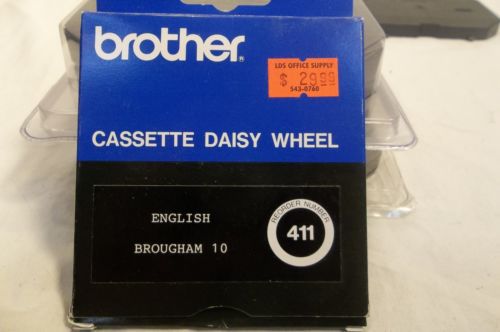 brother®
LDS OFFICE SUPPLY
$ 29.99
543-0760
CASSETTE DAISY WHEEL
ENGLISH
BROUGHAM 10
REORDER NUMBER
411